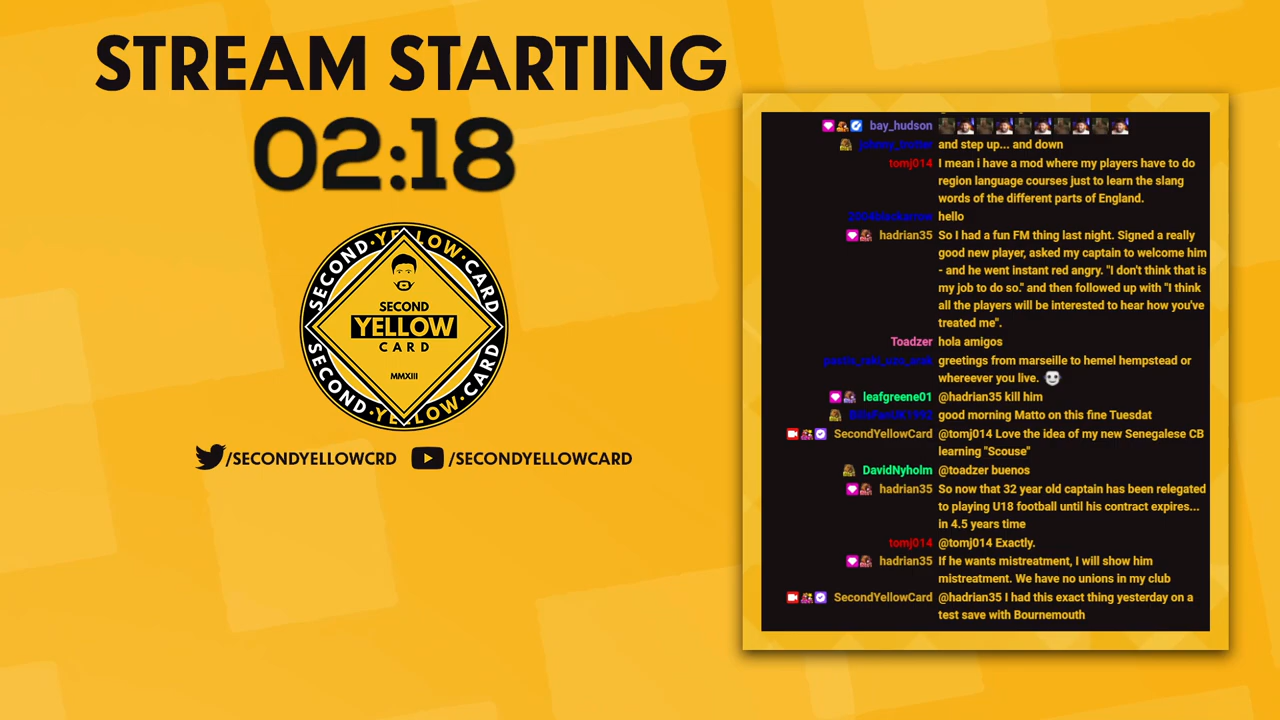 STREAM STARTING
02:18
SECOND·YELLOW·CARD
SECOND
YELLOW
CARD
MMXIII
SECOND·YELLOW·CARD
/SECONDYELLOWCRD /SECONDYELLOWCARD
bay_hudson
and step up... and down
tomj014 I mean i have a mod where my players have to do
region language courses just to learn the slang
words of the different parts of England.
2004blackarrow hello
hadrian35 So I had a fun FM thing last night. Signed a really
good new player, asked my captain to welcome him
- and he went instant red angry. "I don't think that is
my job to do so." and then followed up with "I think
all the players will be interested to hear how you've
treated me".
Toadzer hola amigos
greetings from marseille to hemel hempstead or
whereever you live.
leafgreene01 @hadrian35 kill him
good morning Matto on this fine Tuesdat
SecondYellowCard @tomj014 Love the idea of my new Senegalese CB
learning "Scouse"
DavidNyholm @toadzer buenos
hadrian35 So now that 32 year old captain has been relegated
to playing U18 football until his contract expires...
in 4.5 years time
tomj014 @tomj014 Exactly.
hadrian35 If he wants mistreatment, I will show him
mistreatment. We have no unions in my club
SecondYellowCard @hadrian35 I had this exact thing yesterday on a
test save with Bournemouth